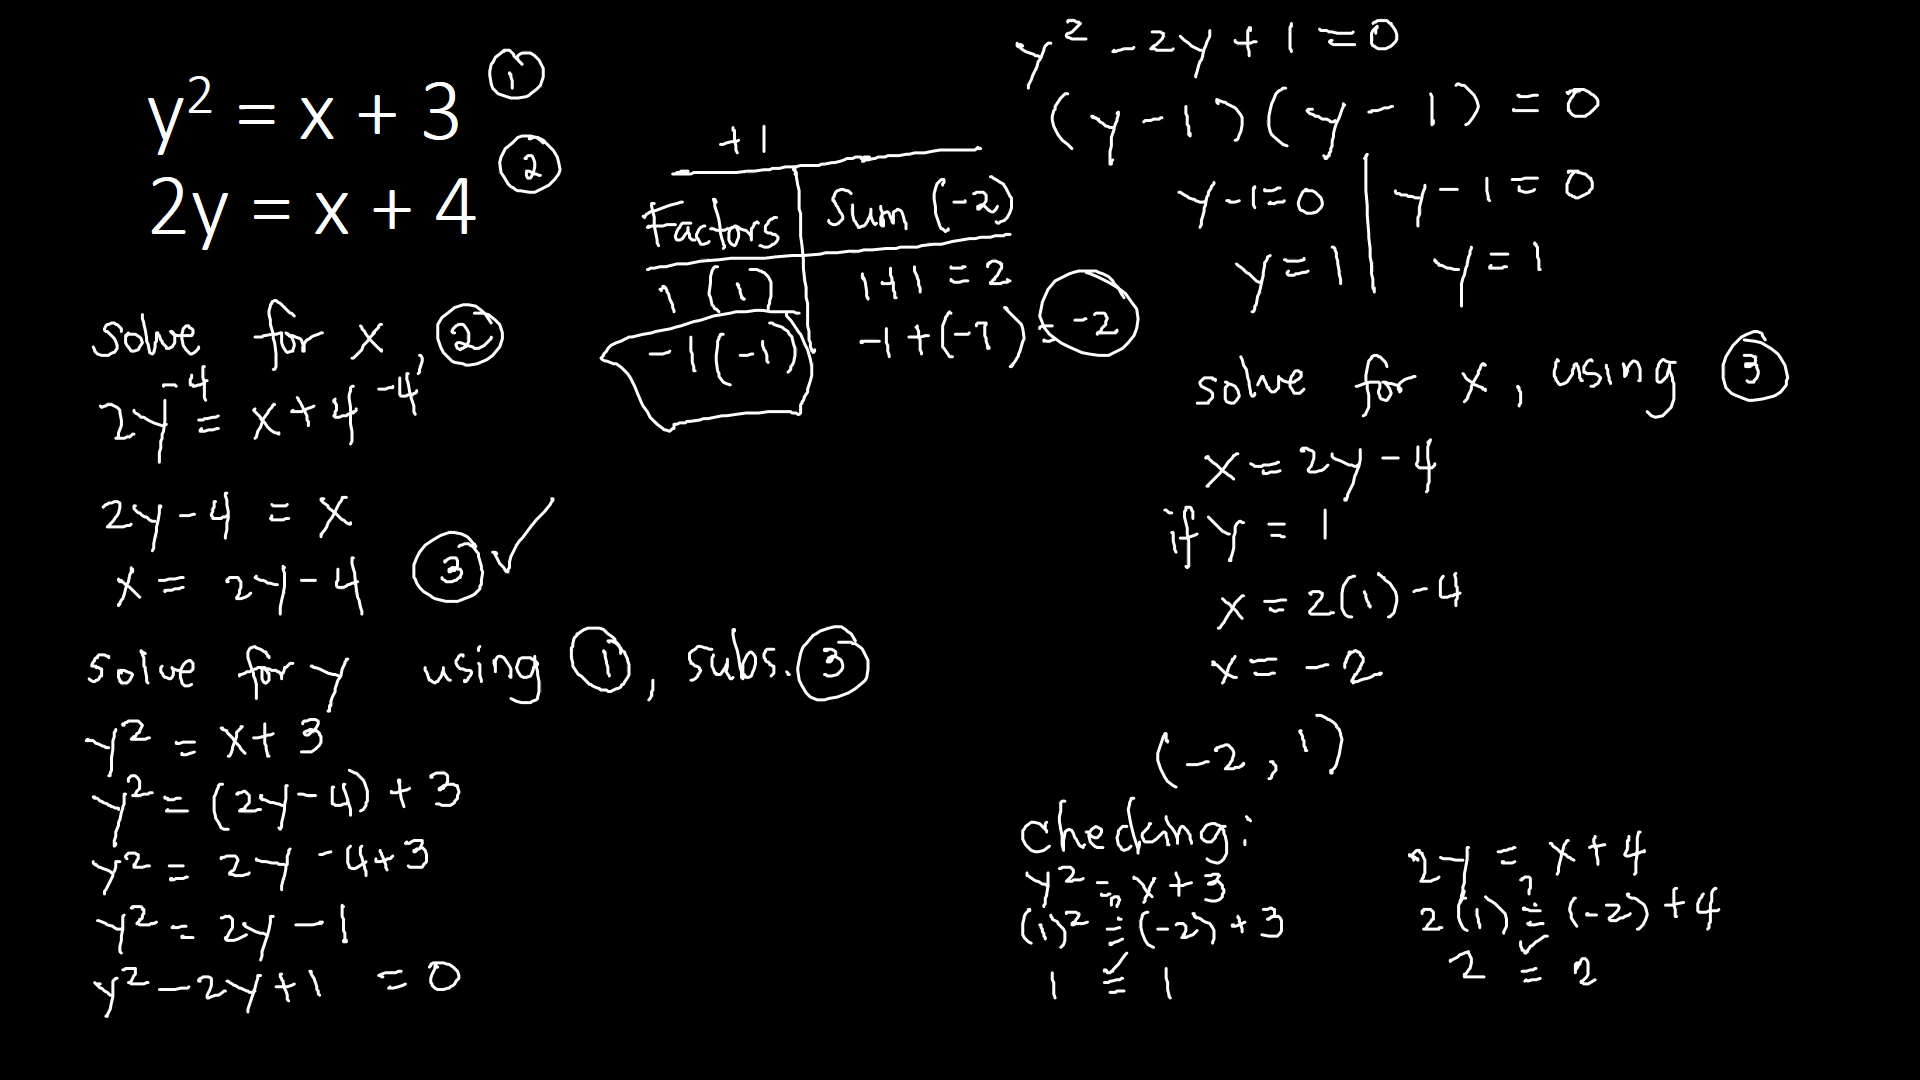 y² = x + 3 ①
2y = x + 4 ②
solve for x, ②
2y⁻⁴ = x + 4 ⁻⁴
2y - 4 = x
x = 2y - 4 ③ ✓
solve for y using ①, subs. ③
y² = x + 3
y² = (2y - 4) + 3
y² = 2y - 4 + 3
y² = 2y - 1
y² - 2y + 1 = 0
+1
Factors | Sum (-2)
1 (1) | 1+1 = 2
-1 (-1) | -1 + (-1) = -2
y² - 2y + 1 = 0
(y - 1) (y - 1) = 0
y - 1 = 0 | y - 1 = 0
y = 1 | y = 1
solve for x, using ③
x = 2y - 4
if y = 1
x = 2(1) - 4
x = -2
(-2, 1)
checking:
y² = x + 3
(1)² ≟ (-2) + 3
1 = ✓ 1
2y = x + 4
2(1) ≟ (-2) + 4
2 = ✓ 2